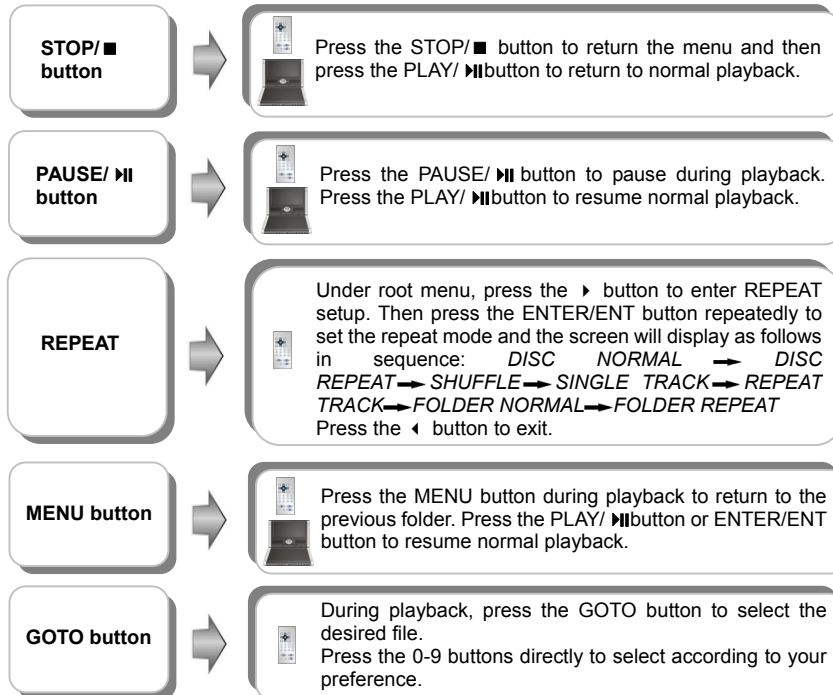 STOP/■
button
Press the STOP/■ button to return the menu and then
press the PLAY/ ⏯button to return to normal playback.
PAUSE/ ⏯
button
Press the PAUSE/ ⏯ button to pause during playback.
Press the PLAY/ ⏯button to resume normal playback.
REPEAT
Under root menu, press the ▸ button to enter REPEAT
setup. Then press the ENTER/ENT button repeatedly to
set the repeat mode and the screen will display as follows
in sequence: DISC NORMAL → DISC
REPEAT→SHUFFLE→SINGLE TRACK→REPEAT
TRACK→FOLDER NORMAL→FOLDER REPEAT
Press the ◂ button to exit.
MENU button
Press the MENU button during playback to return to the
previous folder. Press the PLAY/ ⏯button or ENTER/ENT
button to resume normal playback.
GOTO button
During playback, press the GOTO button to select the
desired file.
Press the 0-9 buttons directly to select according to your
preference.